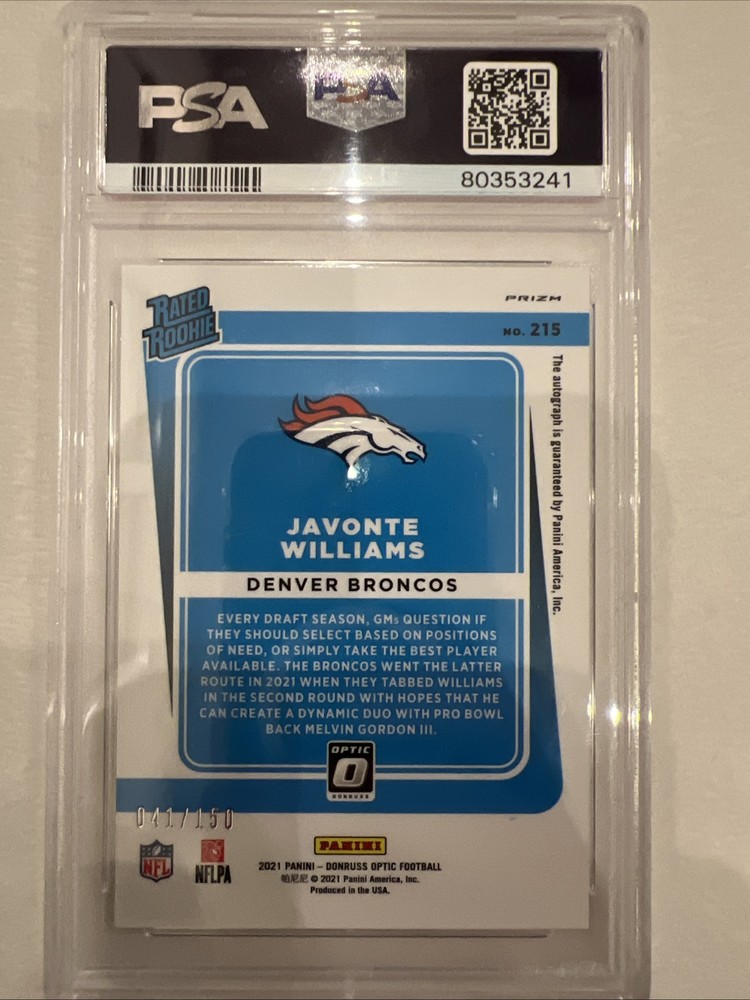 PSA
PSA
80353241
RATED
ROOKIE
PRIZM
NO. 215
The autograph is guaranteed by Panini America, Inc.
JAVONTE
WILLIAMS
DENVER BRONCOS
EVERY DRAFT SEASON, GMs QUESTION IF
THEY SHOULD SELECT BASED ON POSITIONS
OF NEED, OR SIMPLY TAKE THE BEST PLAYER
AVAILABLE. THE BRONCOS WENT THE LATTER
ROUTE IN 2021 WHEN THEY TABBED WILLIAMS
IN THE SECOND ROUND WITH HOPES THAT HE
CAN CREATE A DYNAMIC DUO WITH PRO BOWL
BACK MELVIN GORDON III.
OPTIC
O
DONRUSS
041/150
NFL
NFLPA
PANINI
2021 PANINI – DONRUSS OPTIC FOOTBALL
帕尼尼 © 2021 Panini America, Inc.
Produced in the USA.